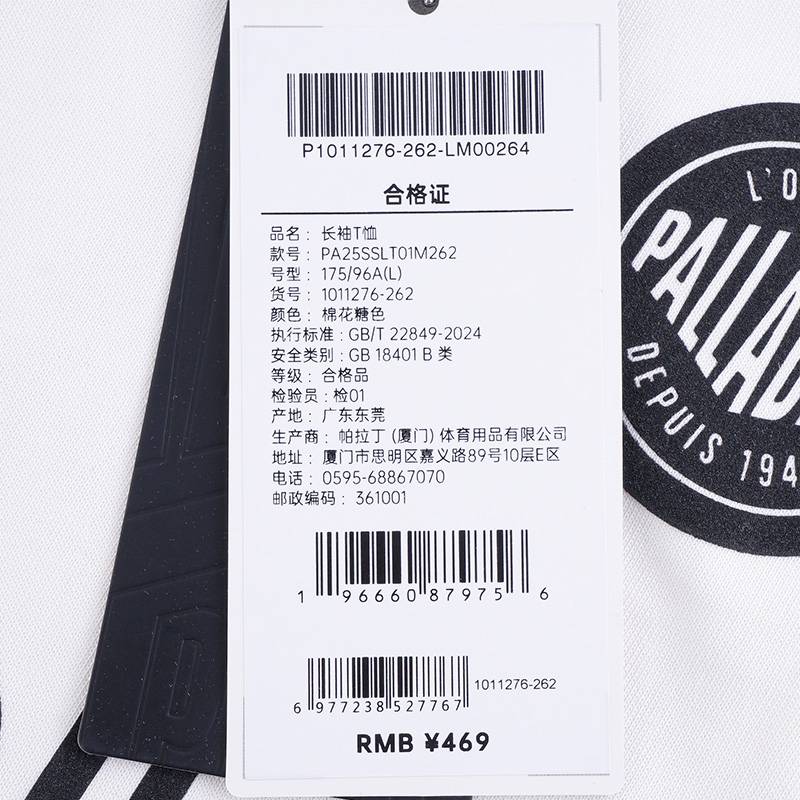 P1011276-262-LM00264
合格证
品名：长袖T恤
款号：PA25SSLT01M262
号型：175/96A(L)
货号：1011276-262
颜色：棉花糖色
执行标准：GB/T 22849-2024
安全类别：GB 18401 B 类
等级：合格品
检验员：检01
产地：广东东莞
生产商：帕拉丁 (厦门) 体育用品有限公司
地址：厦门市思明区嘉义路89号10层E区
电话：0595-68867070
邮政编码：361001
1 96660 87975 6
6 977238 527767
1011276-262
RMB ¥469
L'O
PALLAD
DEPUIS 194